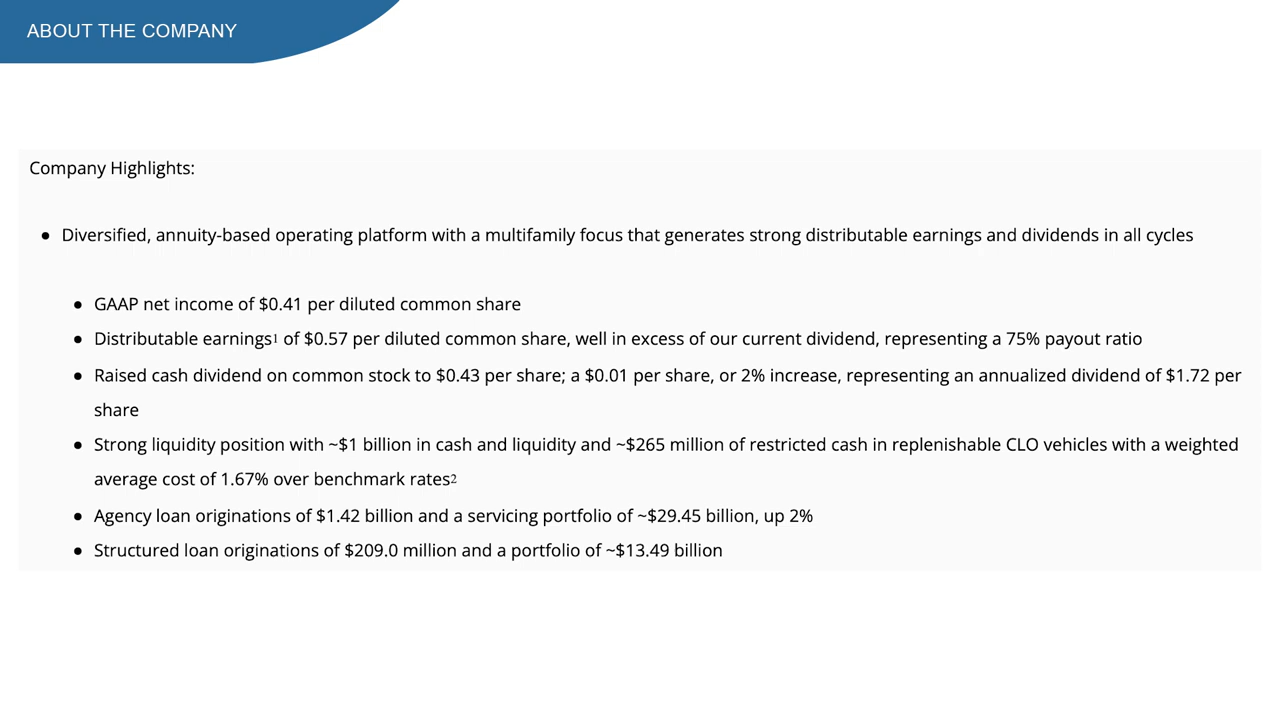 ABOUT THE COMPANY
Company Highlights:
● Diversified, annuity-based operating platform with a multifamily focus that generates strong distributable earnings and dividends in all cycles
● GAAP net income of $0.41 per diluted common share
● Distributable earnings1 of $0.57 per diluted common share, well in excess of our current dividend, representing a 75% payout ratio
● Raised cash dividend on common stock to $0.43 per share; a $0.01 per share, or 2% increase, representing an annualized dividend of $1.72 per
share
● Strong liquidity position with ~$1 billion in cash and liquidity and ~$265 million of restricted cash in replenishable CLO vehicles with a weighted
average cost of 1.67% over benchmark rates2
● Agency loan originations of $1.42 billion and a servicing portfolio of ~$29.45 billion, up 2%
● Structured loan originations of $209.0 million and a portfolio of ~$13.49 billion